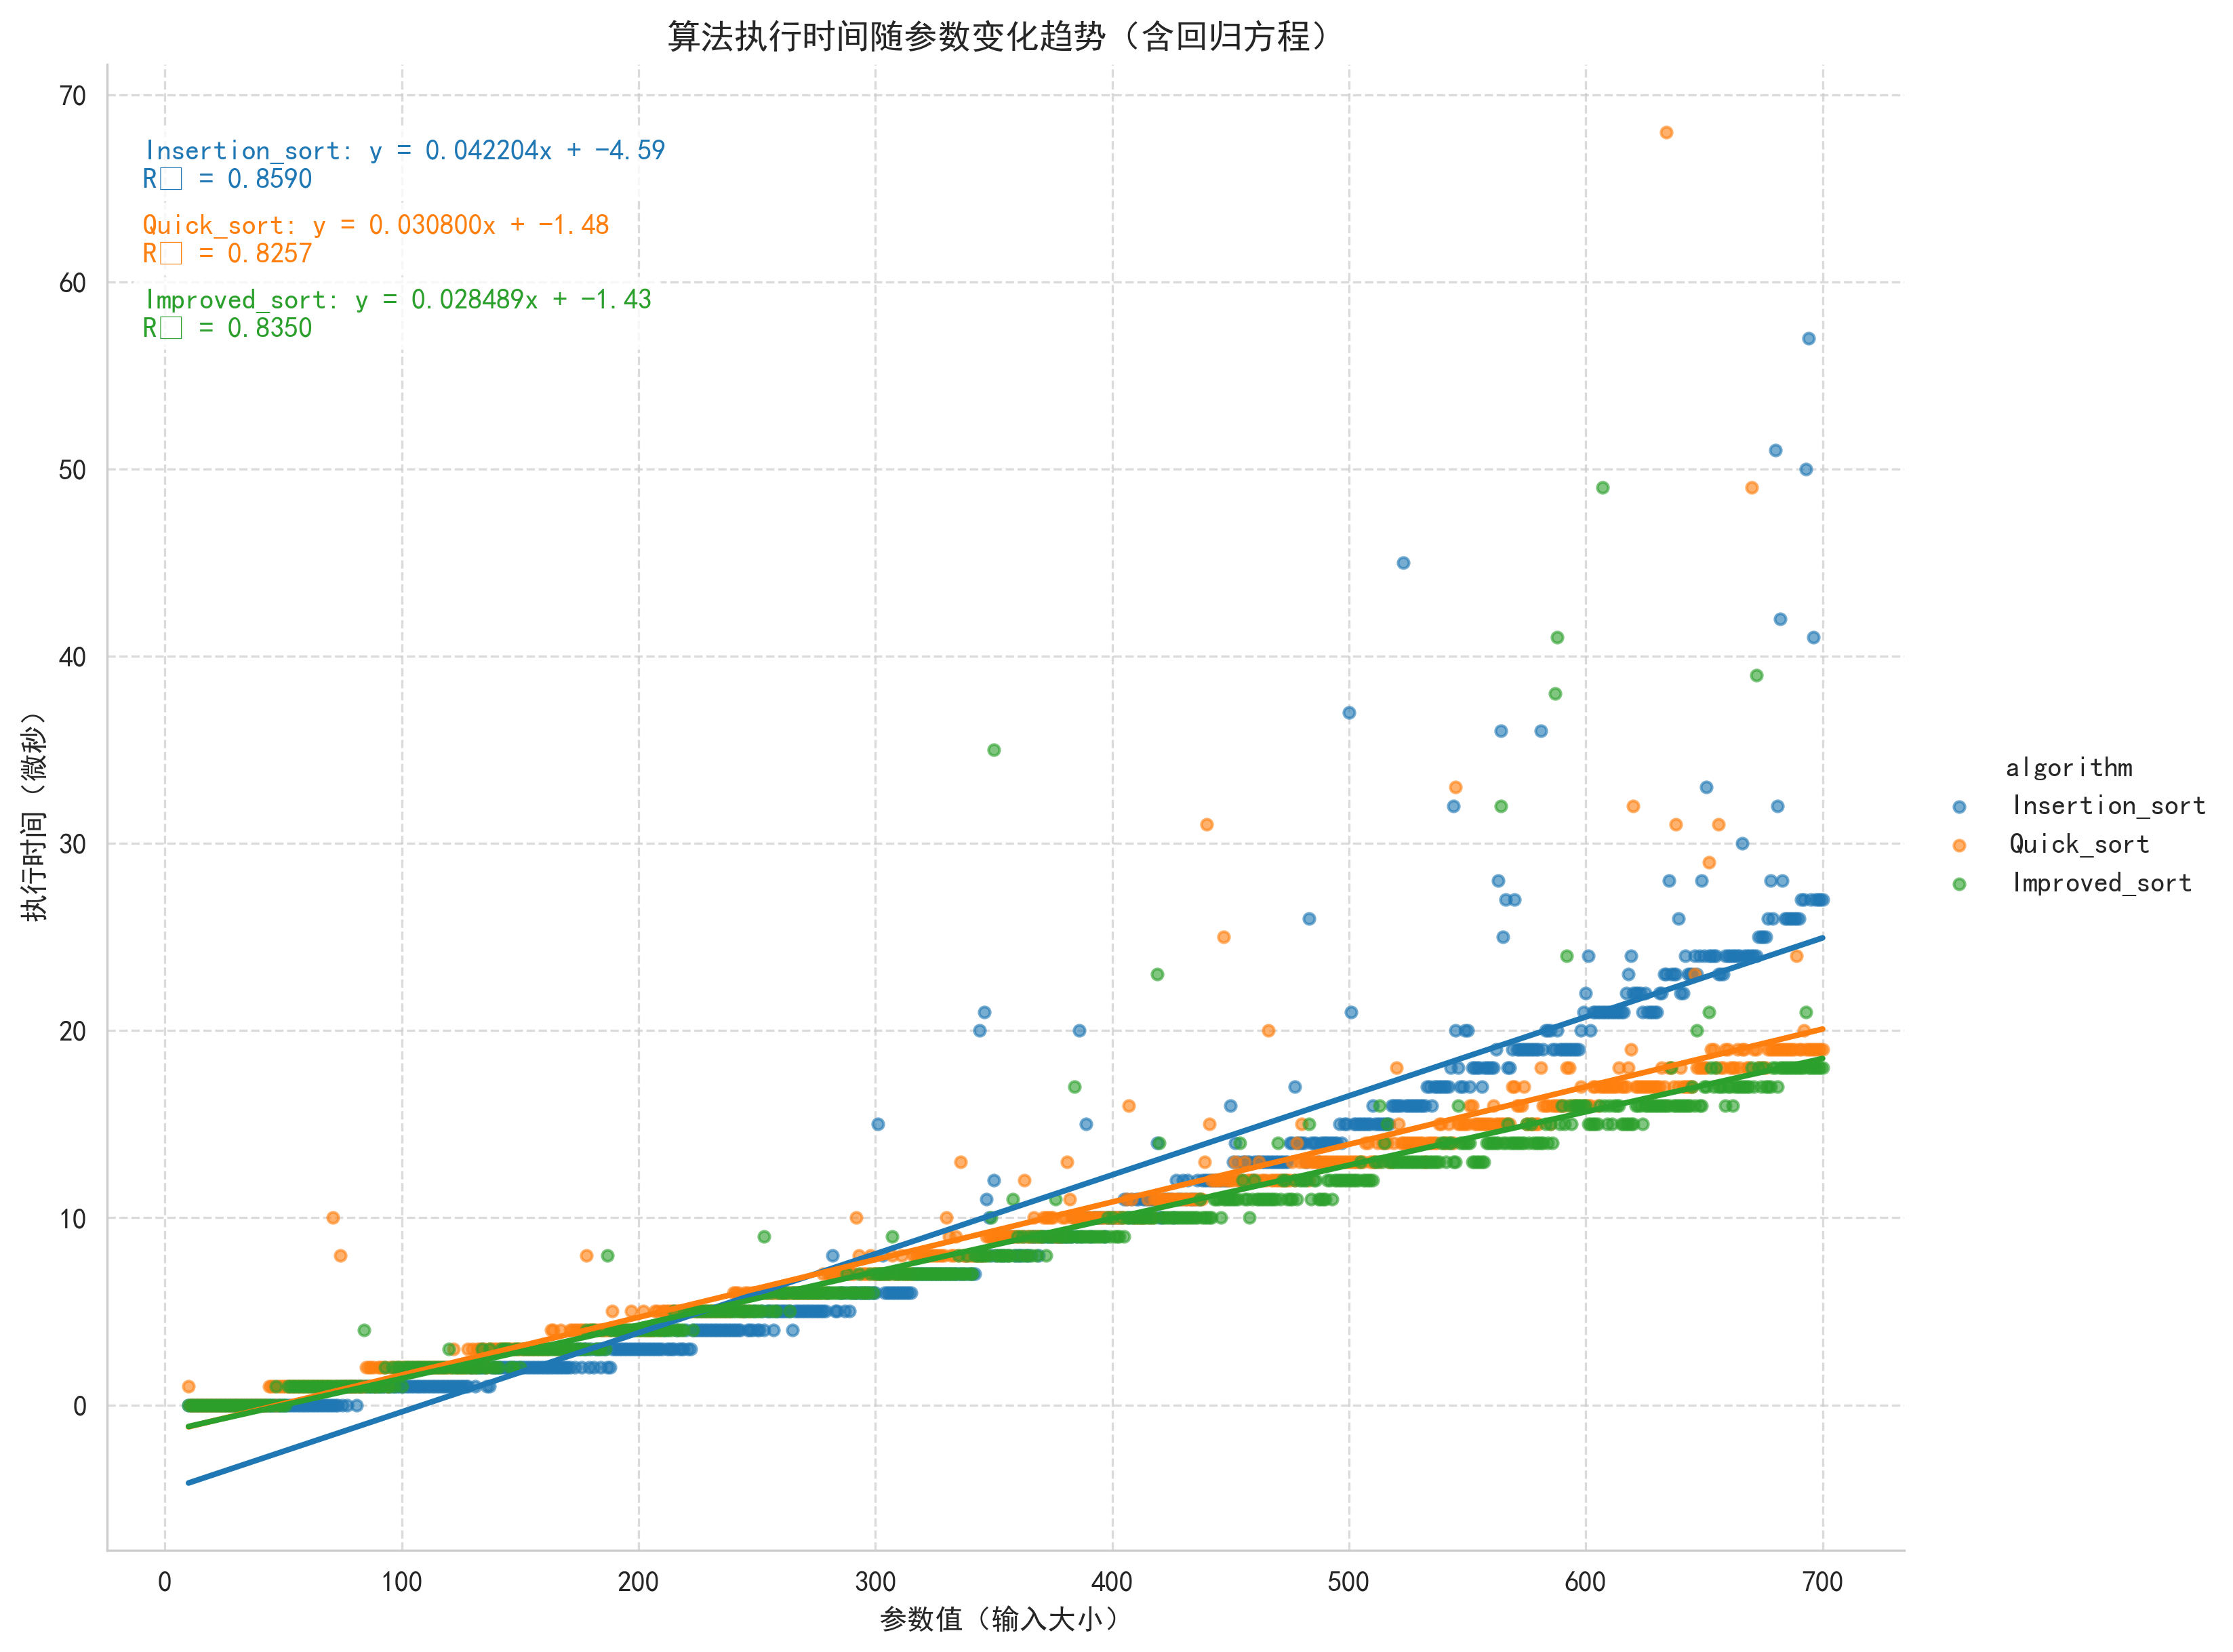 算法执行时间随参数变化趋势（含回归方程）
70
60
50
40
30
20
10
0
Insertion_sort: y = 0.042204x + −4.59
R□ = 0.8590
Quick_sort: y = 0.030800x + −1.48
R□ = 0.8257
Improved_sort: y = 0.028489x + −1.43
R□ = 0.8350
执行时间（微秒）
algorithm
Insertion_sort
Quick_sort
Improved_sort
0 100 200 300 400 500 600 700
参数值（输入大小）